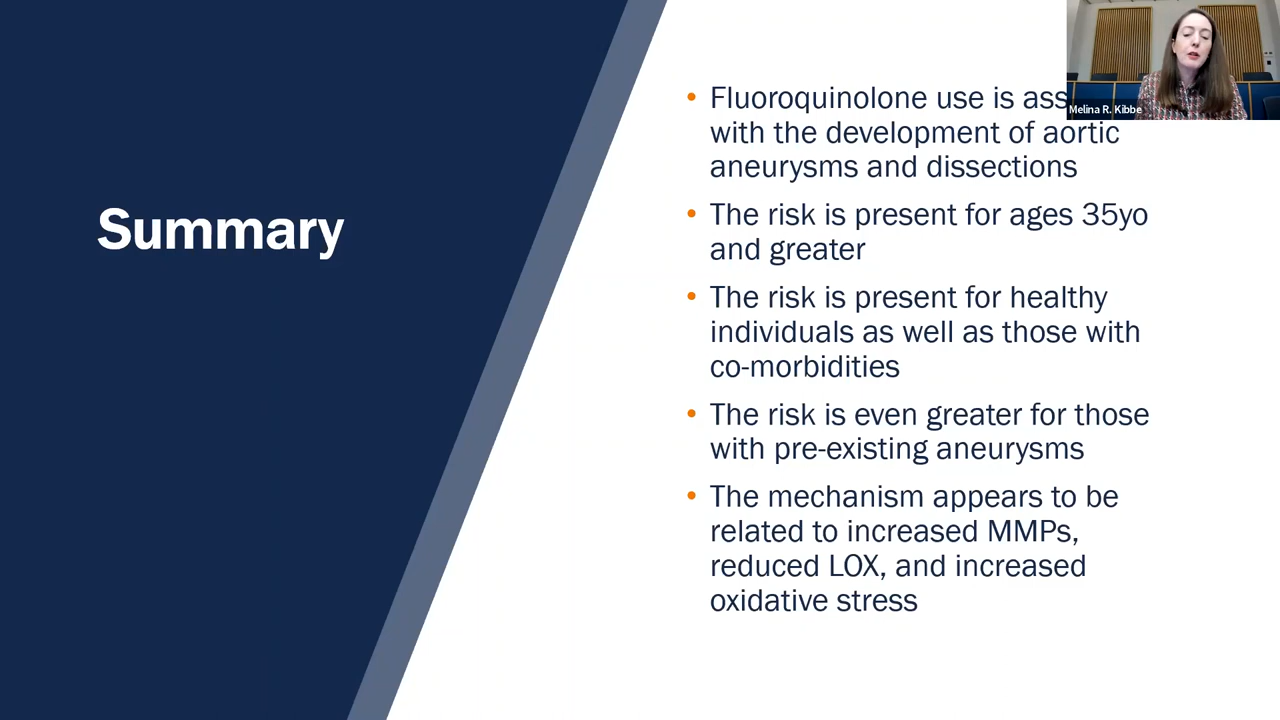 Summary
• Fluoroquinolone use is ass
with the development of aortic
aneurysms and dissections
• The risk is present for ages 35yo
and greater
• The risk is present for healthy
individuals as well as those with
co-morbidities
• The risk is even greater for those
with pre-existing aneurysms
• The mechanism appears to be
related to increased MMPs,
reduced LOX, and increased
oxidative stress
Melina R. Kibbe